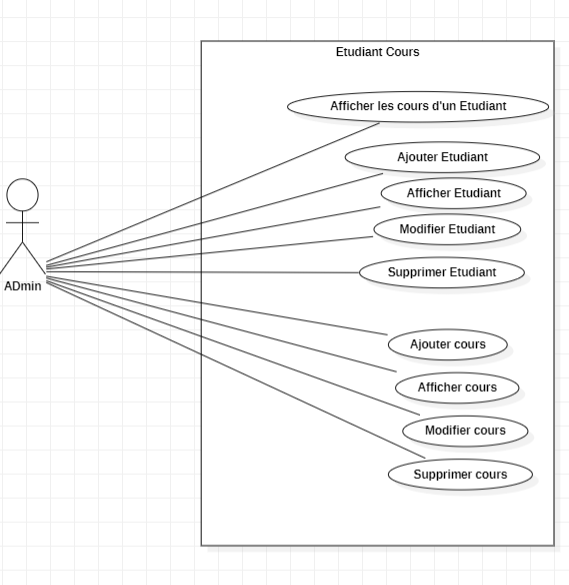 Etudiant Cours
Afficher les cours d'un Etudiant
Ajouter Etudiant
Afficher Etudiant
Modifier Etudiant
Supprimer Etudiant
ADmin
Ajouter cours
Afficher cours
Modifier cours
Supprimer cours